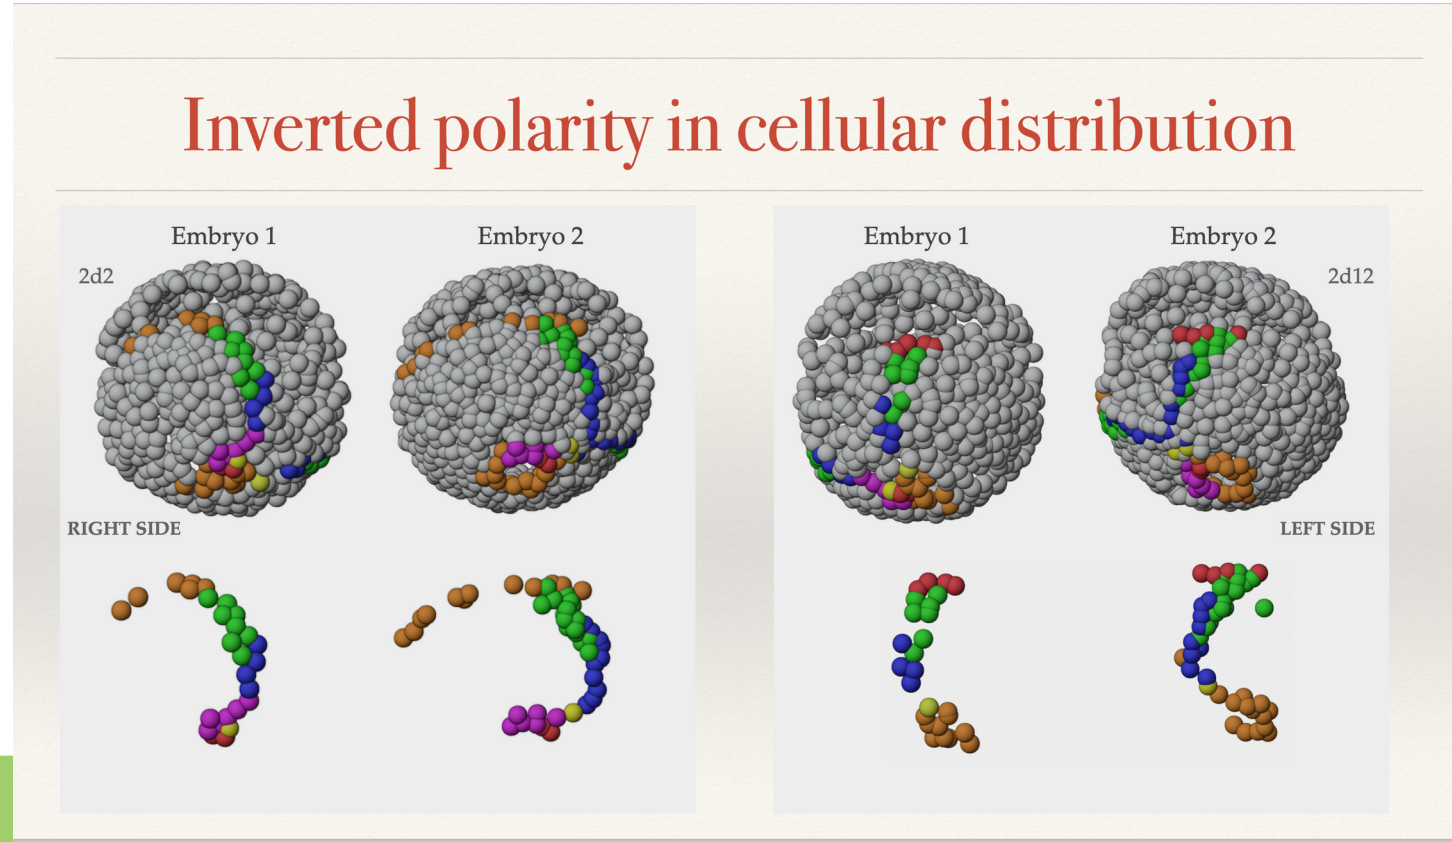 Inverted polarity in cellular distribution
Embryo 1
Embryo 2
2d2
RIGHT SIDE
Embryo 1
Embryo 2
2d12
LEFT SIDE